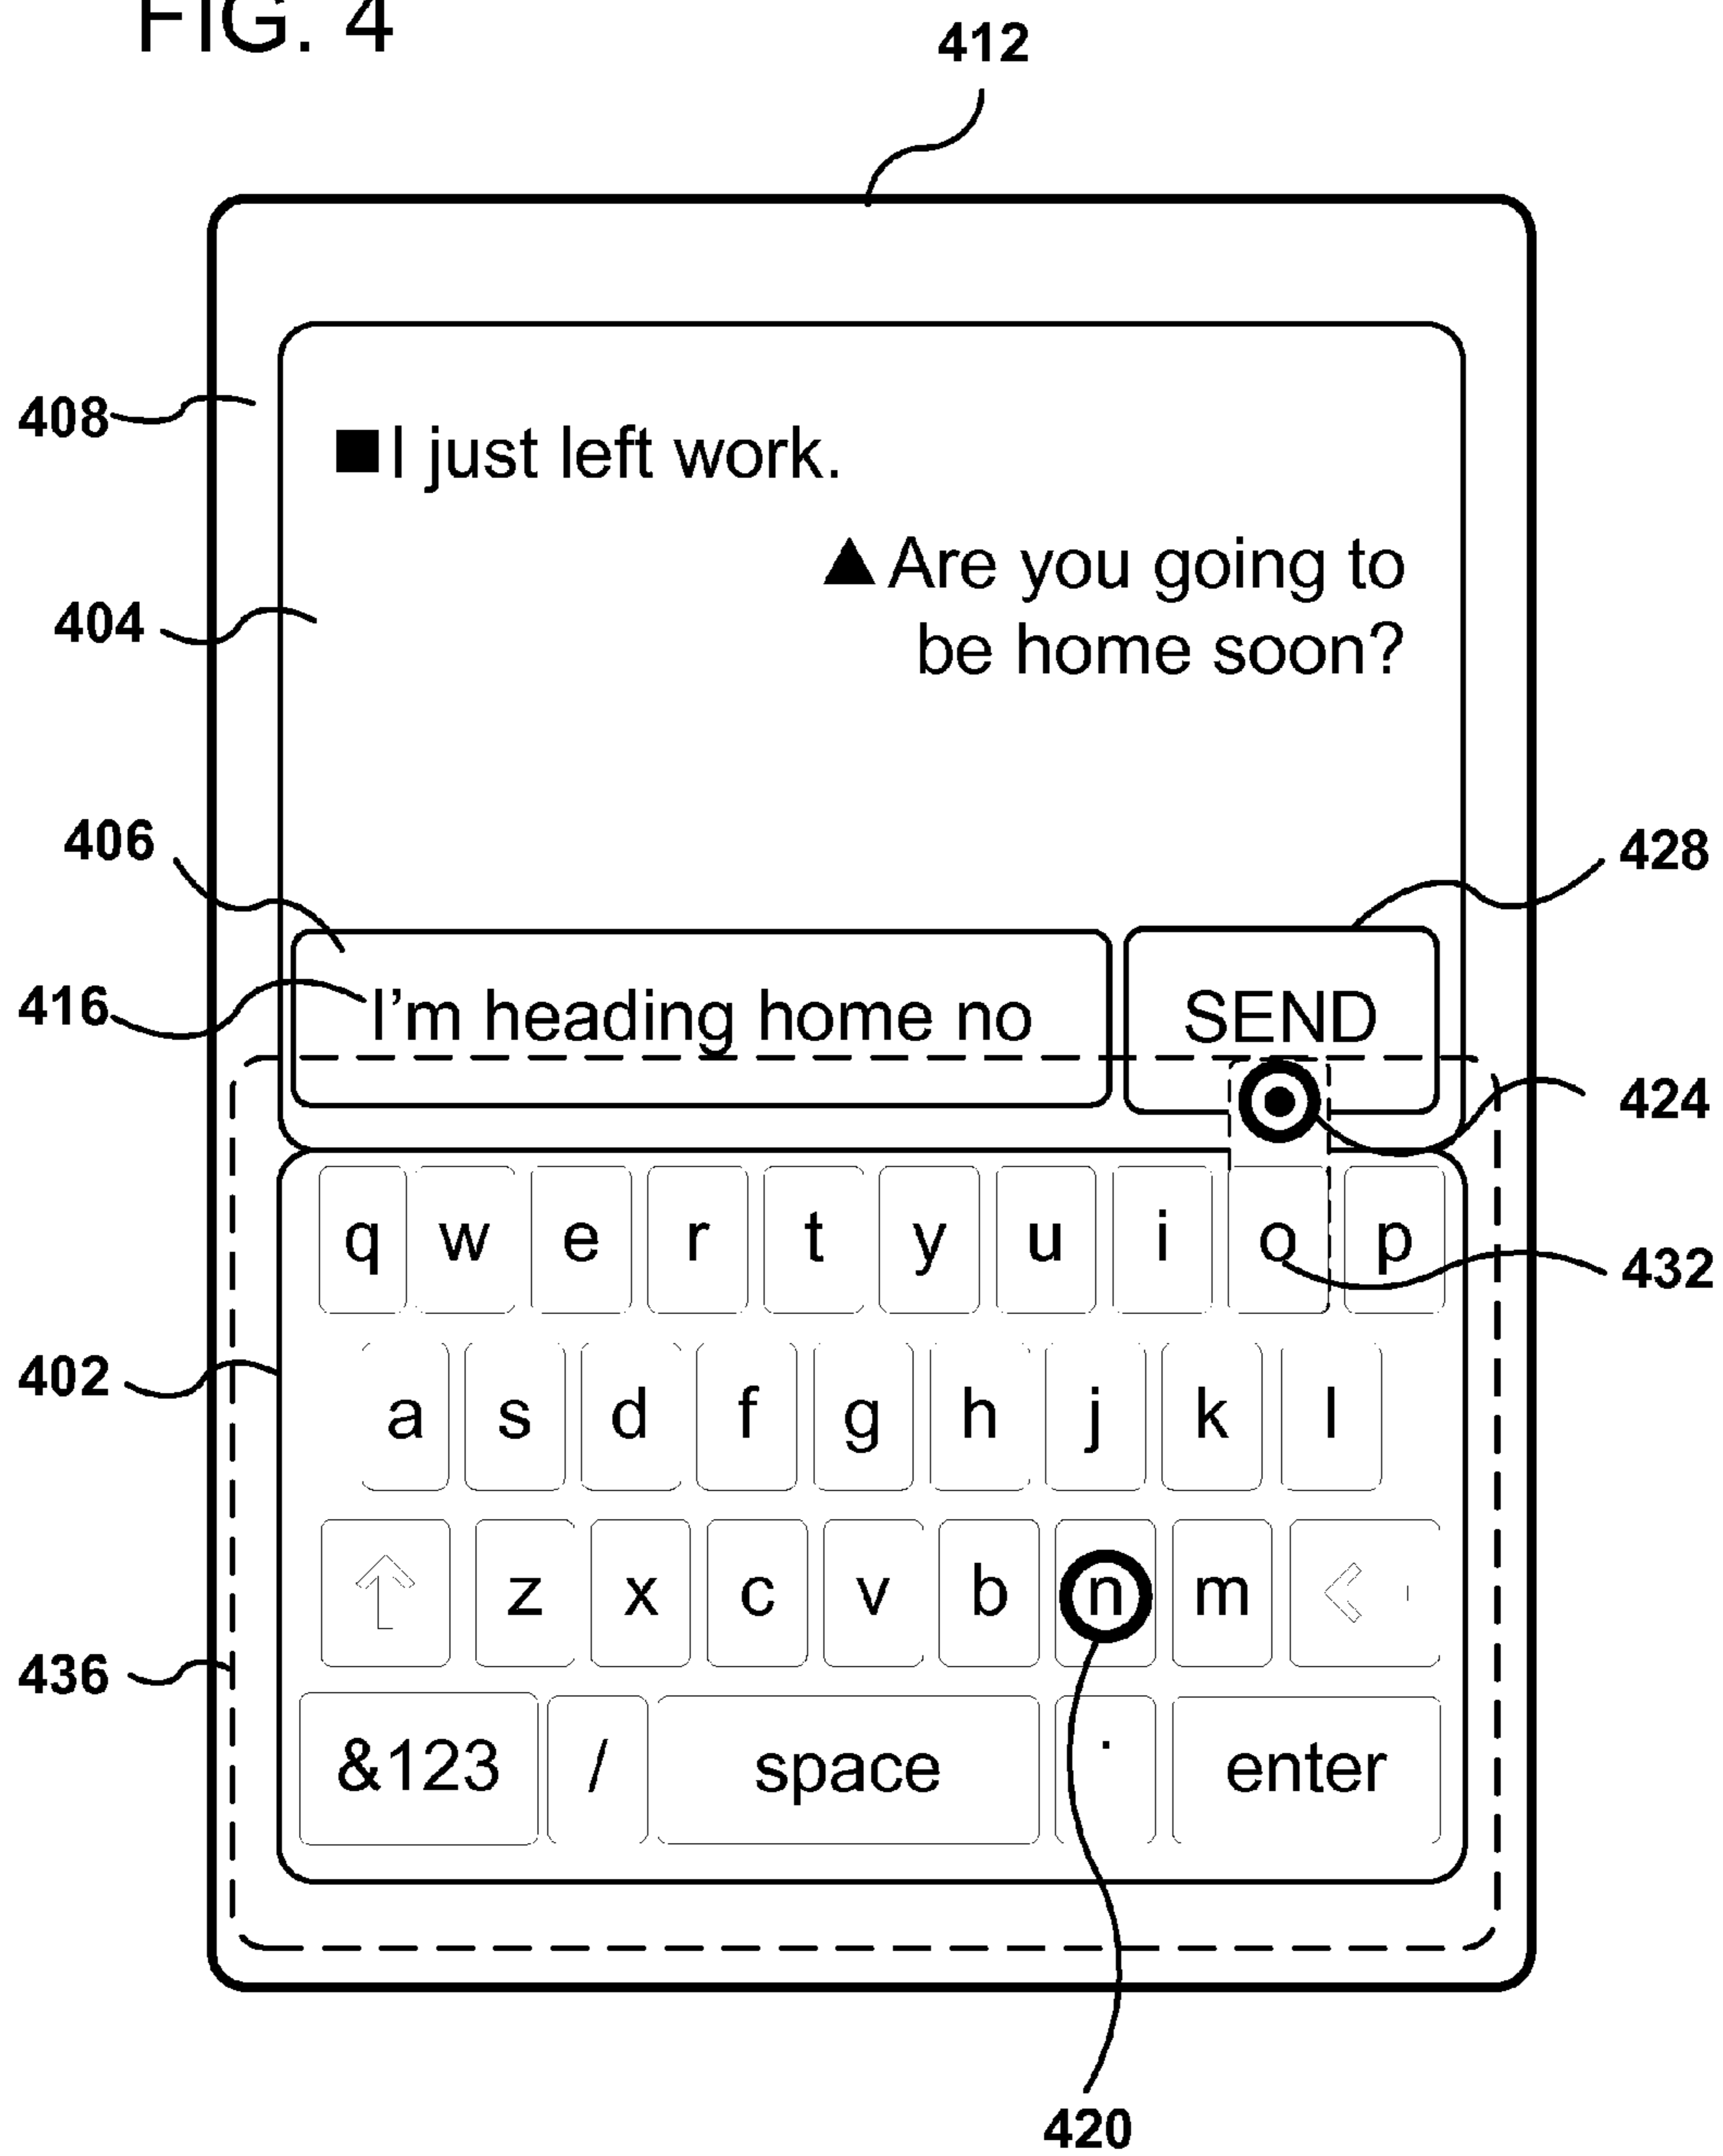 FIG. 4
412
408
■I just left work.
▲Are you going to
be home soon?
404
406
428
416
I'm heading home no
SEND
424
q w e r t y u i o p
432
402
a s d f g h j k l
z x c v b n m
436
&123 / space . enter
420